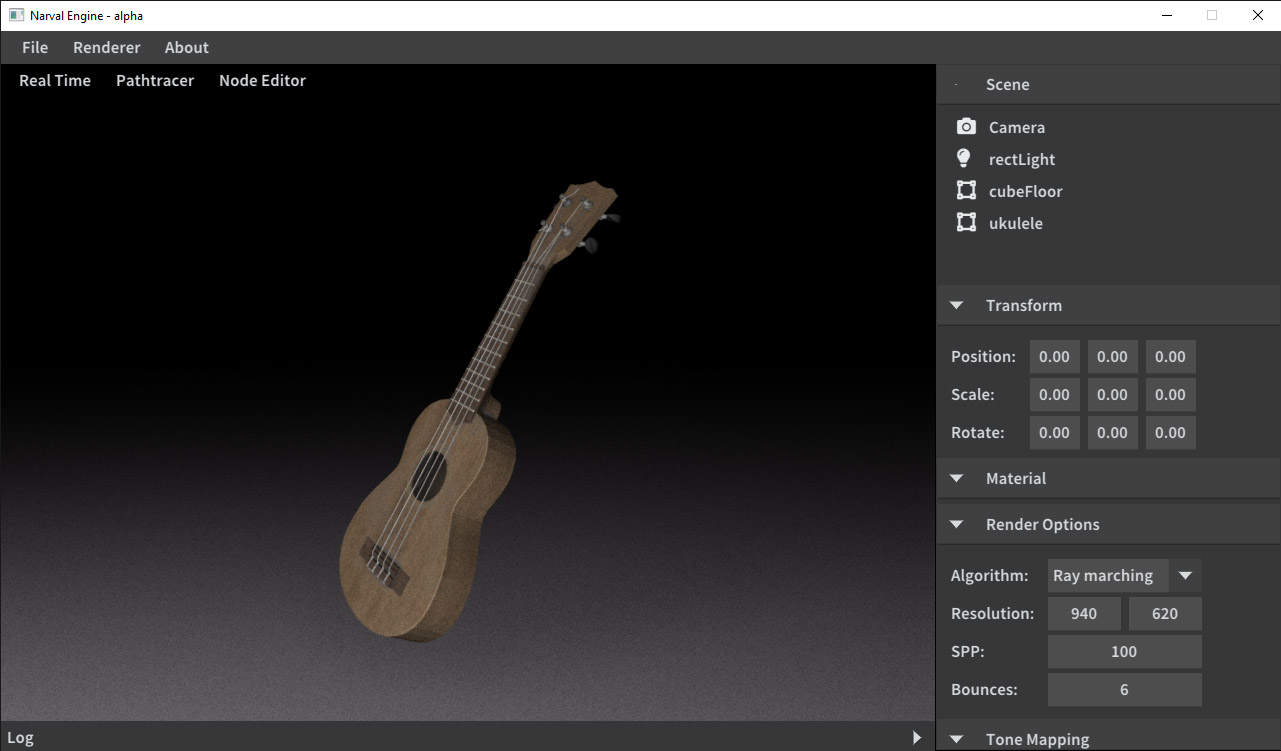 Narval Engine - alpha
File Renderer About
Real Time Pathtracer Node Editor
Scene
Camera
rectLight
cubeFloor
ukulele
Transform
Position: 0.00 0.00 0.00
Scale: 0.00 0.00 0.00
Rotate: 0.00 0.00 0.00
Material
Render Options
Algorithm: Ray marching
Resolution: 940 620
SPP: 100
Bounces: 6
Tone Mapping
Log